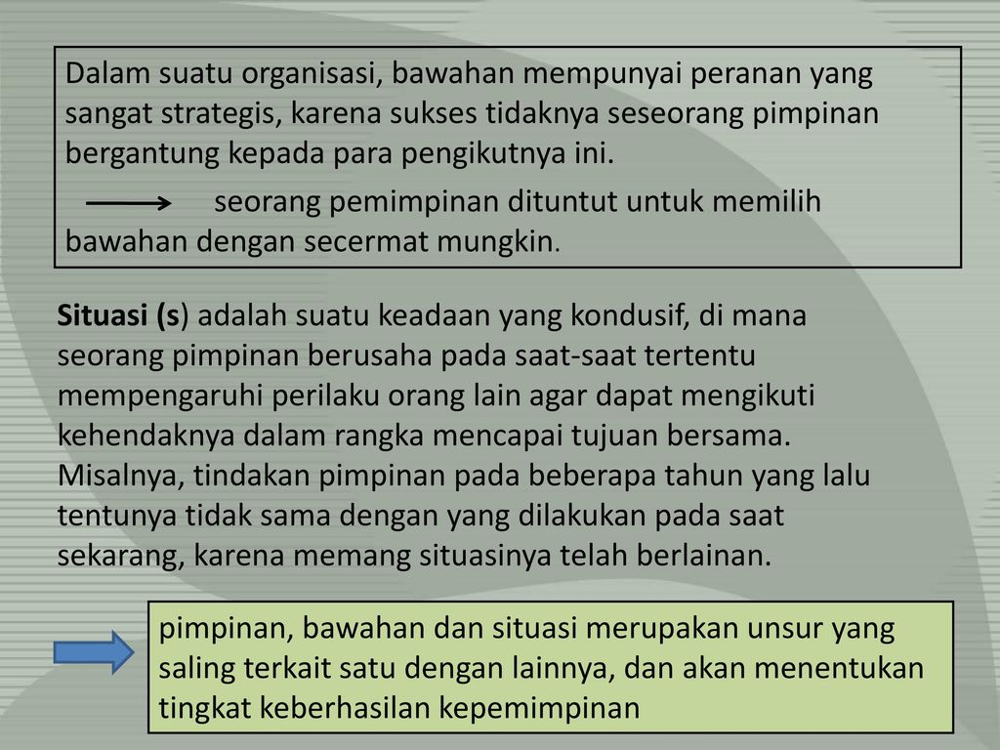 Dalam suatu organisasi, bawahan mempunyai peranan yang
sangat strategis, karena sukses tidaknya seseorang pimpinan
bergantung kepada para pengikutnya ini.
seorang pemimpinan dituntut untuk memilih
bawahan dengan secermat mungkin.
Situasi (s) adalah suatu keadaan yang kondusif, di mana
seorang pimpinan berusaha pada saat-saat tertentu
mempengaruhi perilaku orang lain agar dapat mengikuti
kehendaknya dalam rangka mencapai tujuan bersama.
Misalnya, tindakan pimpinan pada beberapa tahun yang lalu
tentunya tidak sama dengan yang dilakukan pada saat
sekarang, karena memang situasinya telah berlainan.
pimpinan, bawahan dan situasi merupakan unsur yang
saling terkait satu dengan lainnya, dan akan menentukan
tingkat keberhasilan kepemimpinan